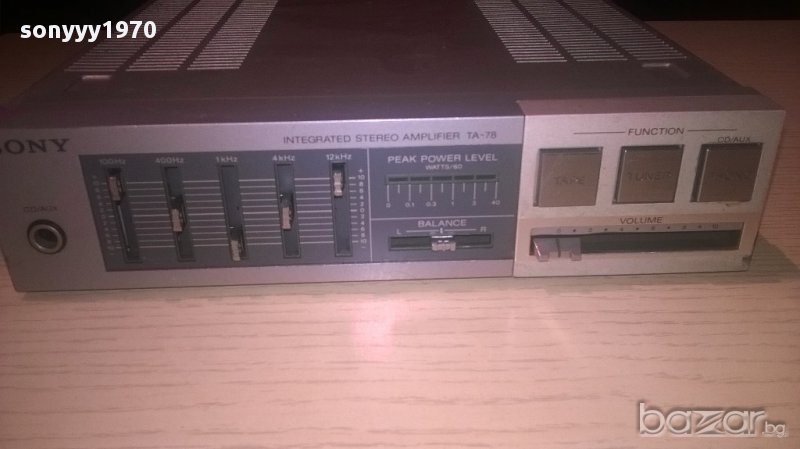 sonyyy1970
SONY
INTEGRATED STEREO AMPLIFIER TA-78
100Hz 400Hz 1kHz 4kHz 12kHz
PEAK POWER LEVEL
WATTS/8Ω
0 0.1 0.3 1 3 40
BALANCE
L R
CD/AUX
FUNCTION
CD/AUX
TAPE TUNER PHONO
VOLUME
bazar.bg